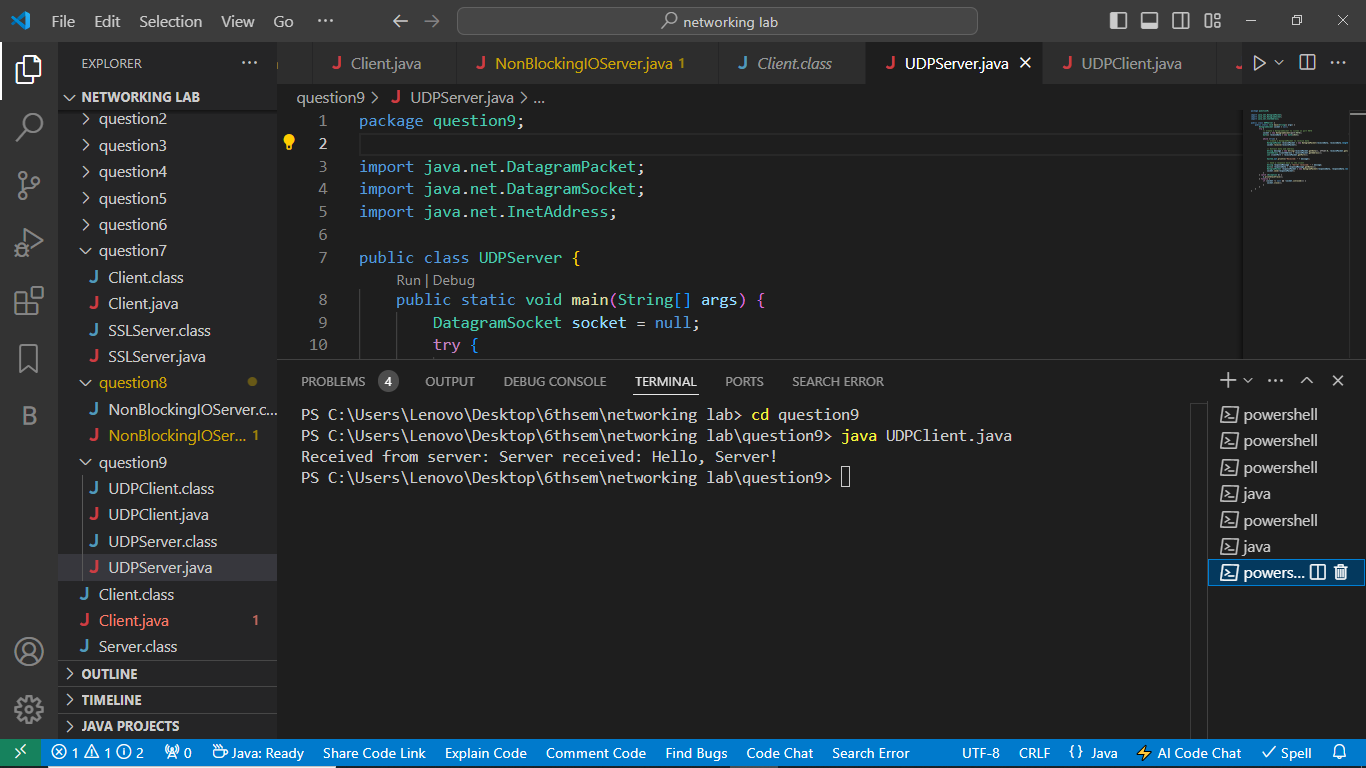 File Edit Selection View Go ··· networking lab
EXPLORER ···
NETWORKING LAB
question2
question3
question4
question5
question6
question7
J Client.class
J Client.java
J SSLServer.class
J SSLServer.java
question8
J NonBlockingIOServer.c...
J NonBlockingIOSer... 1
question9
J UDPClient.class
J UDPClient.java
J UDPServer.class
J UDPServer.java
J Client.class
J Client.java 1
J Server.class
OUTLINE
TIMELINE
JAVA PROJECTS
J Client.java J NonBlockingIOServer.java 1 J Client.class J UDPServer.java J UDPClient.java
question9 > J UDPServer.java > ...
1 package question9;
2
3 import java.net.DatagramPacket;
4 import java.net.DatagramSocket;
5 import java.net.InetAddress;
6
7 public class UDPServer {
Run | Debug
8 public static void main(String[] args) {
9 DatagramSocket socket = null;
10 try {
PROBLEMS 4 OUTPUT DEBUG CONSOLE TERMINAL PORTS SEARCH ERROR
PS C:\Users\Lenovo\Desktop\6thsem\networking lab> cd question9
PS C:\Users\Lenovo\Desktop\6thsem\networking lab\question9> java UDPClient.java
Received from server: Server received: Hello, Server!
PS C:\Users\Lenovo\Desktop\6thsem\networking lab\question9>
powershell
powershell
powershell
java
powershell
java
powers...
1 1 2 0 Java: Ready Share Code Link Explain Code Comment Code Find Bugs Code Chat Search Error UTF-8 CRLF {} Java AI Code Chat Spell